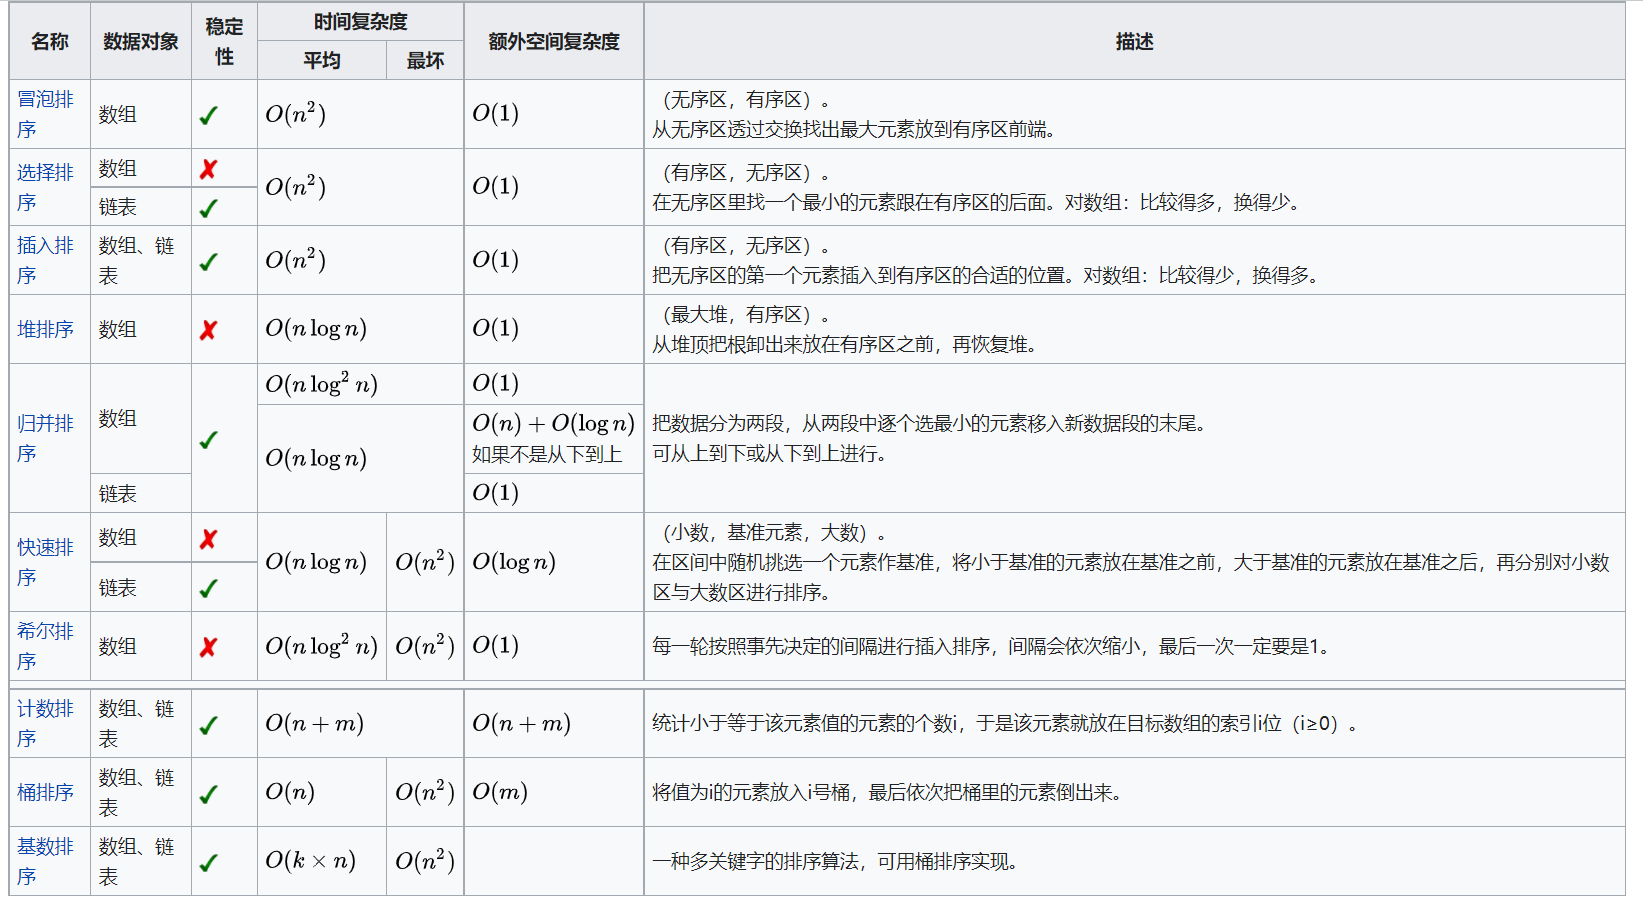 名称 数据对象 稳定性 时间复杂度 额外空间复杂度 描述
平均 最坏
冒泡排序 数组 ✓ O(n²) O(1) （无序区，有序区）。
从无序区透过交换找出最大元素放到有序区前端。
选择排序 数组 ✗ O(n²) O(1) （有序区，无序区）。
链表 ✓ 在无序区里找一个最小的元素跟在有序区的后面。对数组：比较得多，换得少。
插入排序 数组、链表 ✓ O(n²) O(1) （有序区，无序区）。
把无序区的第一个元素插入到有序区的合适的位置。对数组：比较得少，换得多。
堆排序 数组 ✗ O(n log n) O(1) （最大堆，有序区）。
从堆顶把根卸出来放在有序区之前，再恢复堆。
归并排序 数组 ✓ O(n log² n) O(1)
O(n log n) O(n) + O(log n) 把数据分为两段，从两段中逐个选最小的元素移入新数据段的末尾。
如果不是从下到上 可从上到下或从下到上进行。
链表 O(1)
快速排序 数组 ✗ O(n log n) O(n²) O(log n) （小数，基准元素，大数）。
链表 ✓ 在区间中随机挑选一个元素作基准，将小于基准的元素放在基准之前，大于基准的元素放在基准之后，再分别对小数
区与大数区进行排序。
希尔排序 数组 ✗ O(n log² n) O(n²) O(1) 每一轮按照事先决定的间隔进行插入排序，间隔会依次缩小，最后一次一定要是1。
计数排序 数组、链表 ✓ O(n + m) O(n + m) 统计小于等于该元素值的元素的个数i，于是该元素就放在目标数组的索引i位（i≥0）。
桶排序 数组、链表 ✓ O(n) O(n²) O(m) 将值为i的元素放入i号桶，最后依次把桶里的元素倒出来。
基数排序 数组、链表 ✓ O(k × n) O(n²) 一种多关键字的排序算法，可用桶排序实现。